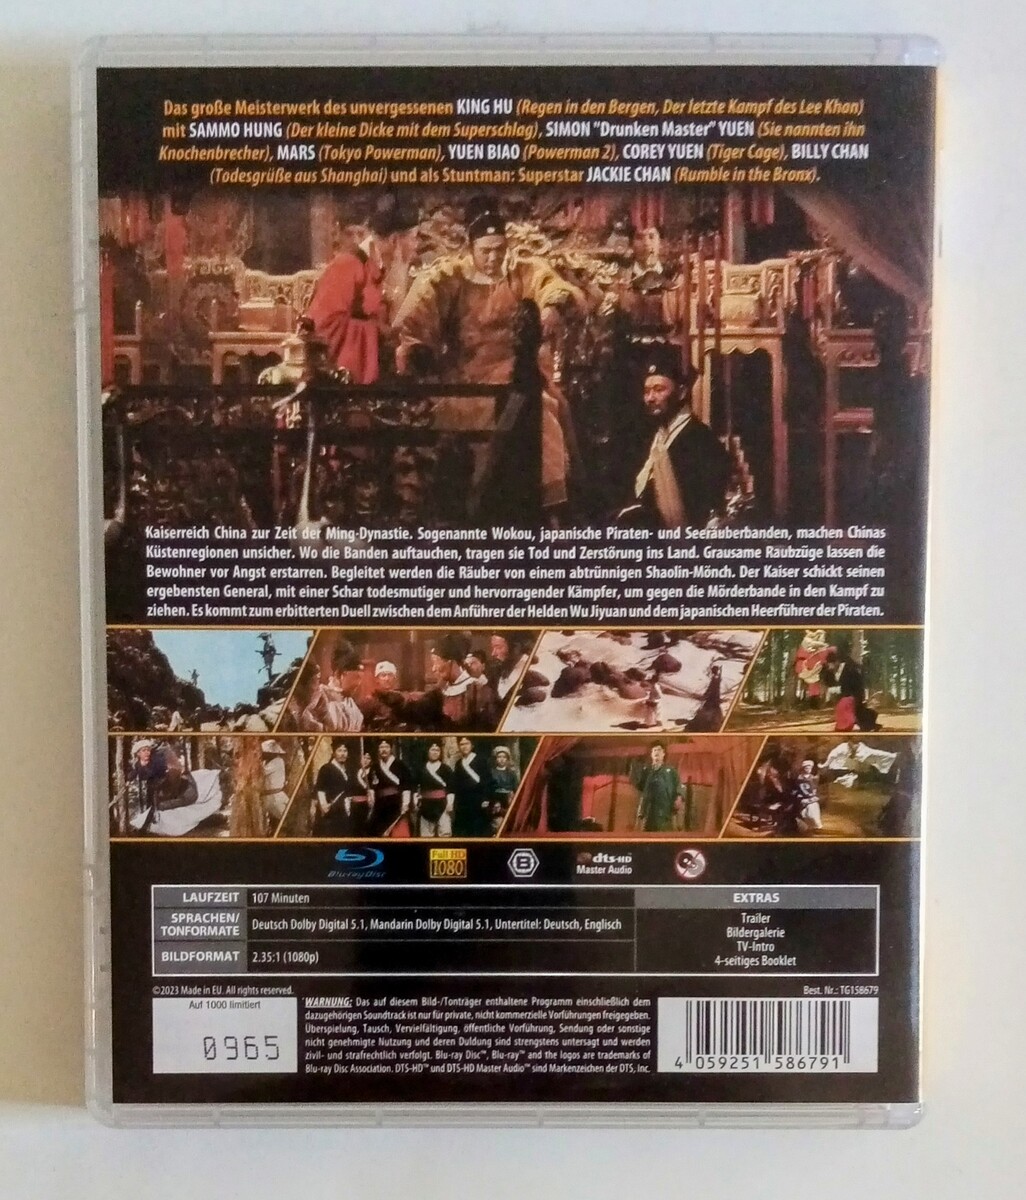 Das große Meisterwerk des unvergessenen KING HU (Regen in den Bergen, Der letzte Kampf des Lee Khan)
mit SAMMO HUNG (Der kleine Dicke mit dem Superschlag), SIMON "Drunken Master" YUEN (Sie nannten ihn
Knochenbrecher), MARS (Tokyo Powerman), YUEN BIAO (Powerman 2), COREY YUEN (Tiger Cage), BILLY CHAN
(Todesgrüße aus Shanghai) und als Stuntman: Superstar JACKIE CHAN (Rumble in the Bronx).
Kaiserreich China zur Zeit der Ming-Dynastie. Sogenannte Wokou, japanische Piraten- und Seeräuberbanden, machen Chinas
Küstenregionen unsicher. Wo die Banden auftauchen, tragen sie Tod und Zerstörung ins Land. Grausame Raubzüge lassen die
Bewohner vor Angst erstarren. Begleitet werden die Räuber von einem abtrünnigen Shaolin-Mönch. Der Kaiser schickt seinen
ergebensten General, mit einer Schar todesmutiger und hervorragender Kämpfer, um gegen die Mörderbande in den Kampf zu
ziehen. Es kommt zum erbitterten Duell zwischen dem Anführer der Helden Wu Jiyuan und dem japanischen Heerführer der Piraten.
Blu-ray Disc
Full HD
1080
B
dts-HD
Master Audio
LAUFZEIT 107 Minuten
SPRACHEN/
TONFORMATE Deutsch Dolby Digital 5.1, Mandarin Dolby Digital 5.1, Untertitel: Deutsch, Englisch
BILDFORMAT 2.35:1 (1080p)
EXTRAS
Trailer
Bildergalerie
TV-Intro
4-seitiges Booklet
©2023 Made in EU. All rights reserved.
Best. Nr.: TG158679
Auf 1000 limitiert
0965
WARNUNG: Das auf diesem Bild-/Tonträger enthaltene Programm einschließlich dem
dazugehörigen Soundtrack ist nur für private, nicht kommerzielle Vorführungen freigegeben.
Überspielung, Tausch, Vervielfältigung, öffentliche Vorführung, Sendung oder sonstige
nicht genehmigte Nutzung und deren Duldung sind strengstens untersagt und werden
zivil- und strafrechtlich verfolgt. Blu-ray Disc™, Blu-ray™ and the logos are trademarks of
Blu-ray Disc Association. DTS-HD™ und DTS-HD Master Audio™ sind Markenzeichen der DTS, Inc.
4 059251 586791